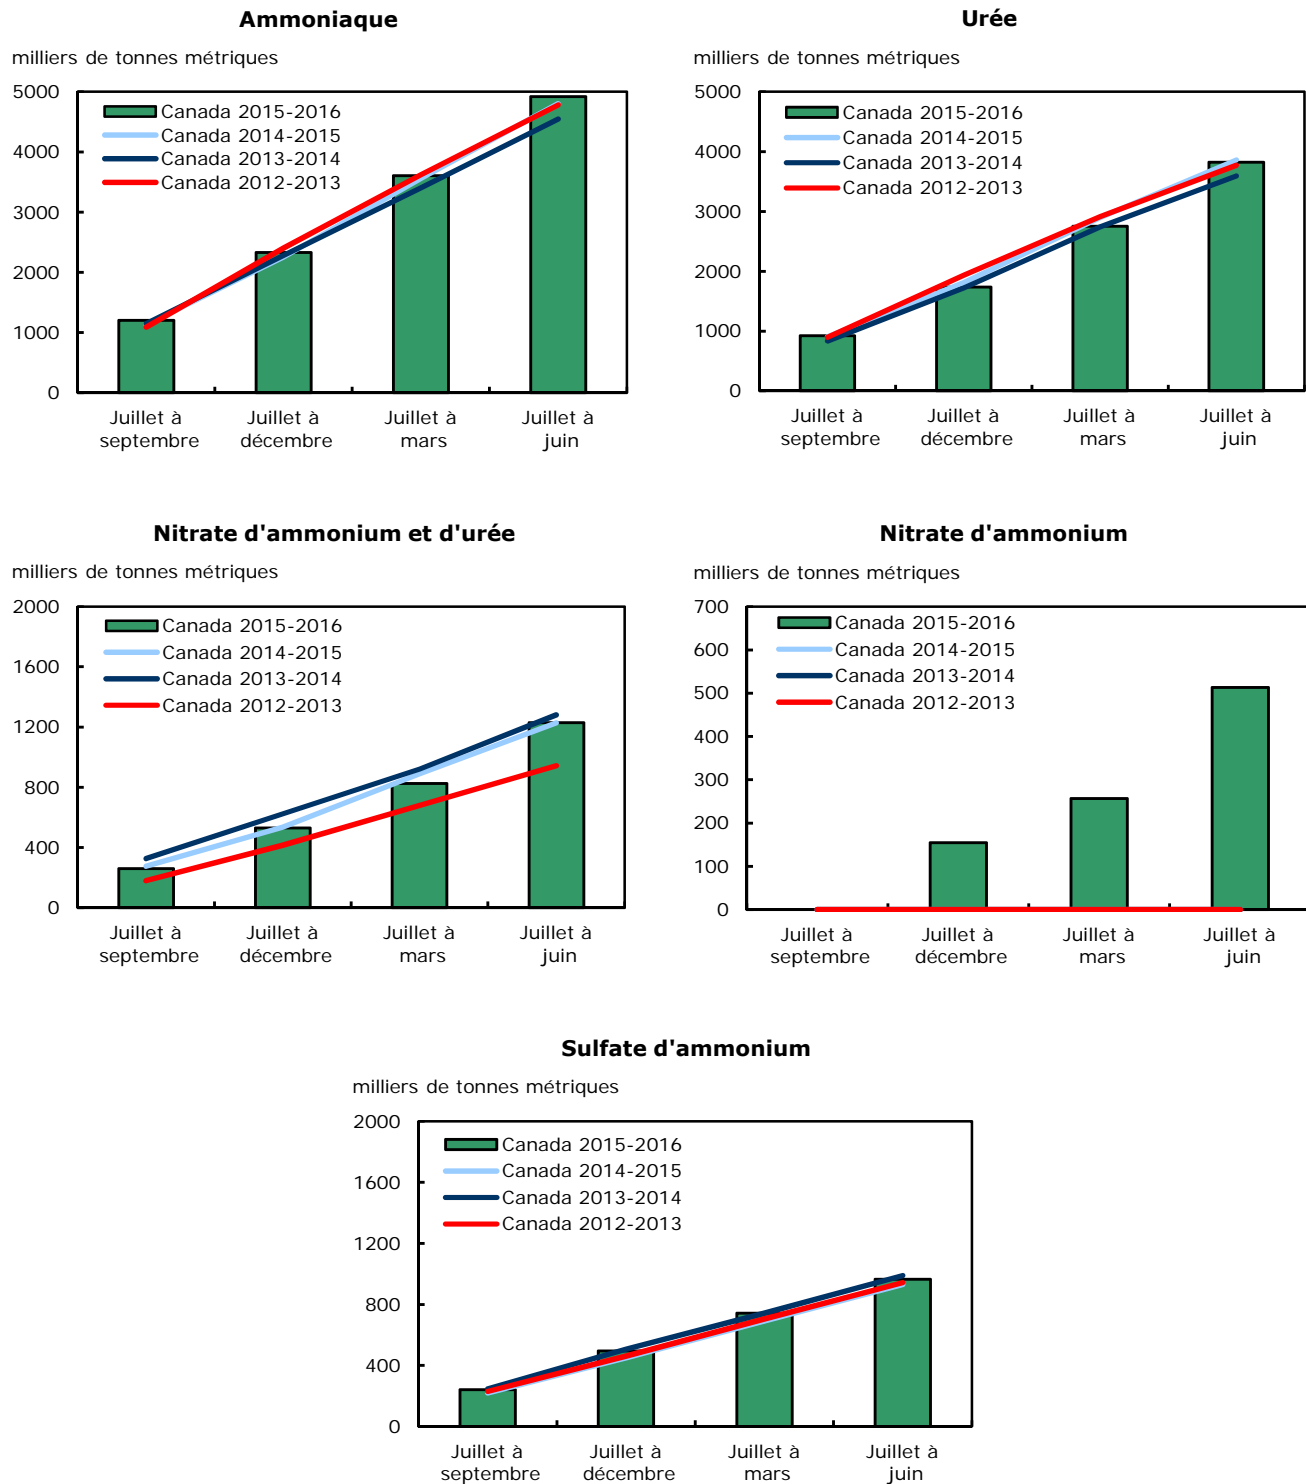 Ammoniaque
milliers de tonnes métriques
5000
4000
3000
2000
1000
0
Canada 2015-2016
Canada 2014-2015
Canada 2013-2014
Canada 2012-2013
Juillet à
septembre
Juillet à
décembre
Juillet à
mars
Juillet à
juin
Urée
milliers de tonnes métriques
5000
4000
3000
2000
1000
0
Canada 2015-2016
Canada 2014-2015
Canada 2013-2014
Canada 2012-2013
Juillet à
septembre
Juillet à
décembre
Juillet à
mars
Juillet à
juin
Nitrate d'ammonium et d'urée
milliers de tonnes métriques
2000
1600
1200
800
400
0
Canada 2015-2016
Canada 2014-2015
Canada 2013-2014
Canada 2012-2013
Juillet à
septembre
Juillet à
décembre
Juillet à
mars
Juillet à
juin
Nitrate d'ammonium
milliers de tonnes métriques
700
600
500
400
300
200
100
0
Canada 2015-2016
Canada 2014-2015
Canada 2013-2014
Canada 2012-2013
Juillet à
septembre
Juillet à
décembre
Juillet à
mars
Juillet à
juin
Sulfate d'ammonium
milliers de tonnes métriques
2000
1600
1200
800
400
0
Canada 2015-2016
Canada 2014-2015
Canada 2013-2014
Canada 2012-2013
Juillet à
septembre
Juillet à
décembre
Juillet à
mars
Juillet à
juin